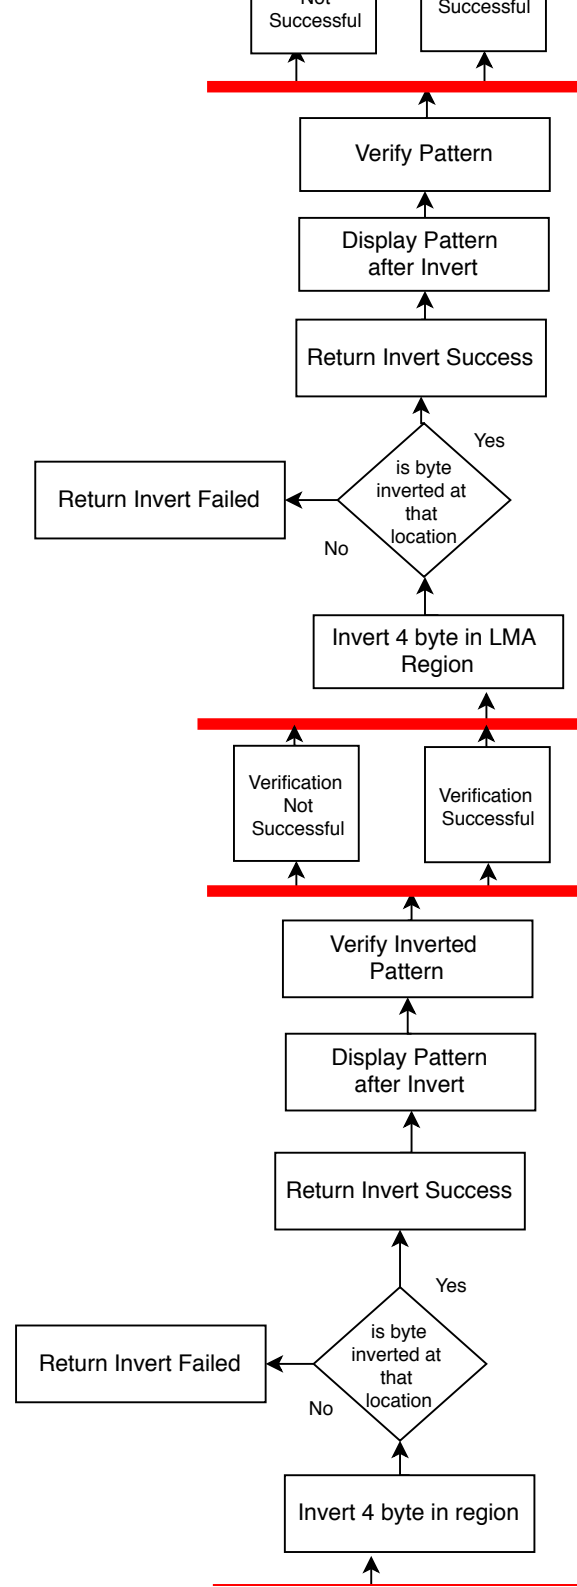 Not
Successful
Successful
Verify Pattern
Display Pattern
after Invert
Return Invert Success
Yes
is byte
inverted at
that
location
Return Invert Failed
No
Invert 4 byte in LMA
Region
Verification
Not
Successful
Verification
Successful
Verify Inverted
Pattern
Display Pattern
after Invert
Return Invert Success
Yes
is byte
inverted at
that
location
Return Invert Failed
No
Invert 4 byte in region